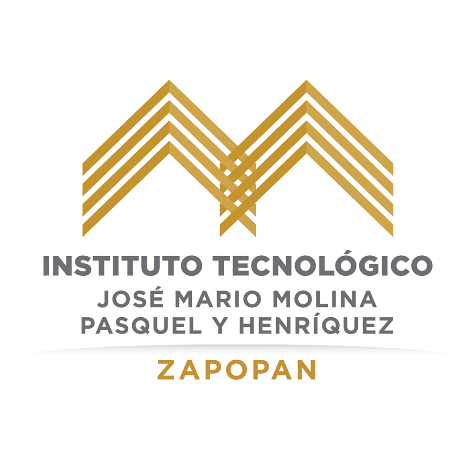 INSTITUTO TECNOLÓGICO
JOSÉ MARIO MOLINA
PASQUEL Y HENRÍQUEZ
ZAPOPAN